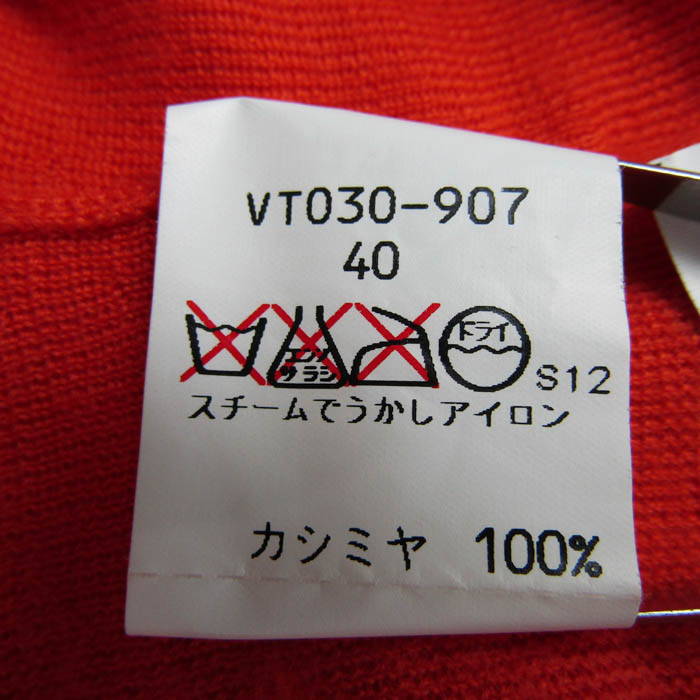 VT030-907
40
エンソ サラシ ドライ S12
スチームでうかしアイロン
カシミヤ 100%